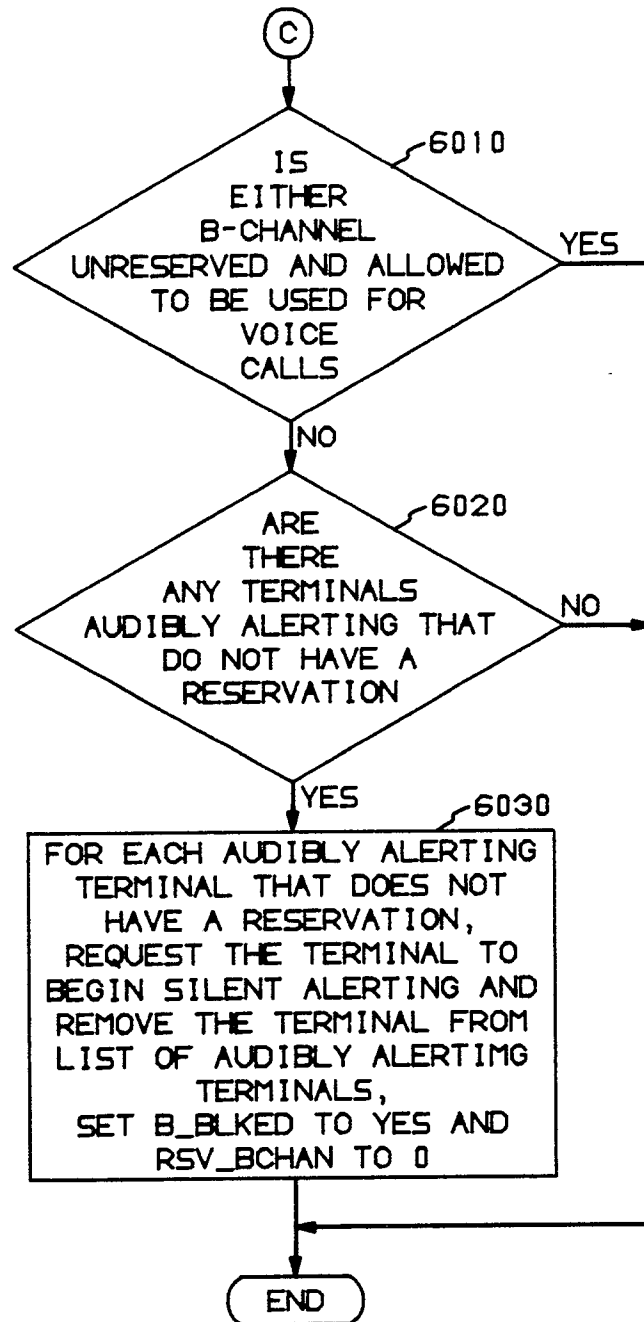 C
6010
IS
EITHER
B-CHANNEL
UNRESERVED AND ALLOWED
TO BE USED FOR
VOICE
CALLS
YES
NO
6020
ARE
THERE
ANY TERMINALS
AUDIBLY ALERTING THAT
DO NOT HAVE A
RESERVATION
NO
YES
6030
FOR EACH AUDIBLY ALERTING
TERMINAL THAT DOES NOT
HAVE A RESERVATION,
REQUEST THE TERMINAL TO
BEGIN SILENT ALERTING AND
REMOVE THE TERMINAL FROM
LIST OF AUDIBLY ALERTIMG
TERMINALS,
SET B_BLKED TO YES AND
RSV_BCHAN TO 0
END